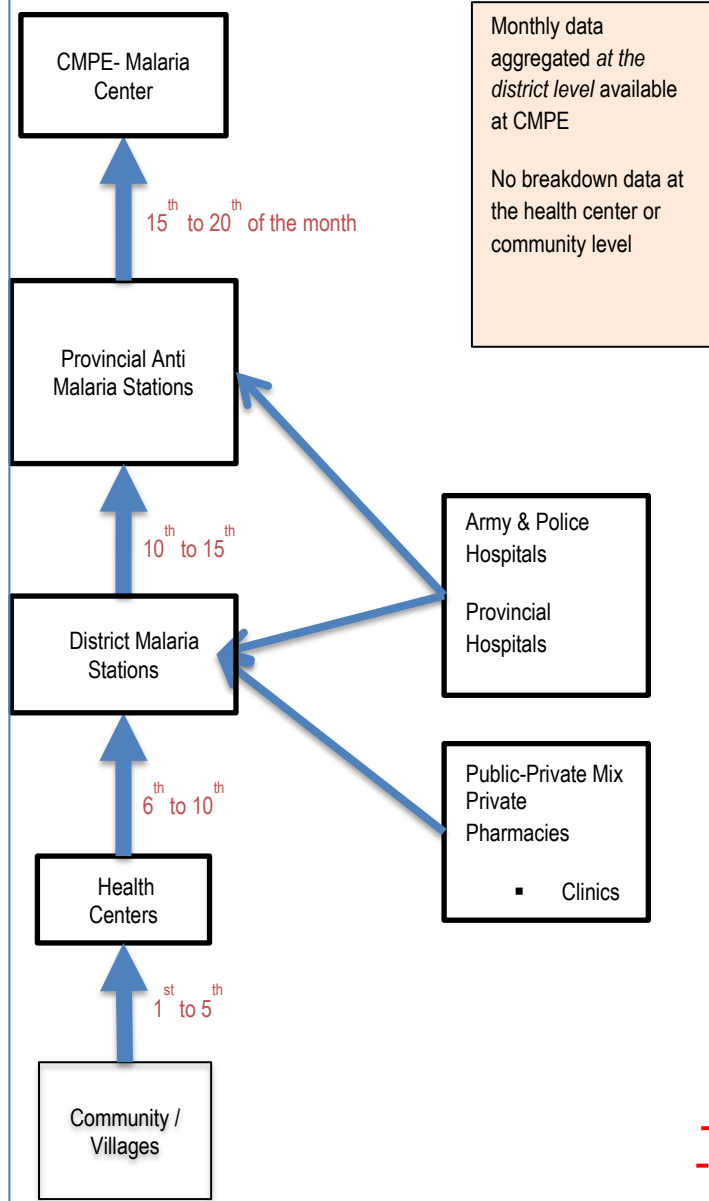 CMPE- Malaria
Center
Monthly data
aggregated at the
district level available
at CMPE
No breakdown data at
the health center or
community level
15th to 20th of the month
Provincial Anti
Malaria Stations
10th to 15th
Army & Police
Hospitals
Provincial
Hospitals
District Malaria
Stations
6th to 10th
Public-Private Mix
Private
Pharmacies
▪ Clinics
Health
Centers
1st to 5th
Community /
Villages